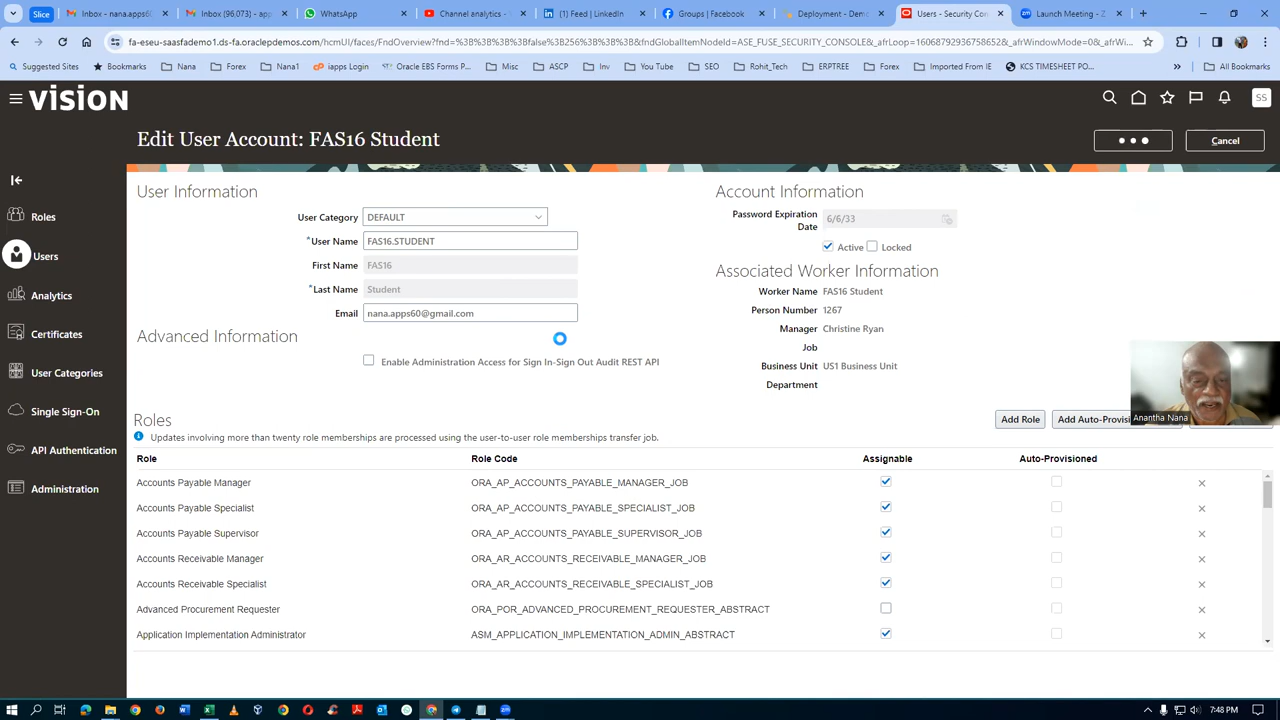 Slice
Inbox (4) - nana.apps60
Inbox (96,073) - app
WhatsApp
Channel analytics -
(1) Feed | LinkedIn
Groups | Facebook
Deployment - Demo
Users - Security Con
Launch Meeting - Z
fa-eseu-saasfademo1.ds-fa.oraclepdemos.com/hcmUI/faces/FndOverview?fnd=%3B%3B%3B%3Bfalse%3B256%3B%3B%3B&fndGlobalItemNodeId=ASE_FUSE_SECURITY_CONSOLE&_afrLoop=16068792936758652&_afrWindowMode=0&_afrWi...
Suggested Sites
Bookmarks
Nana
Forex
Nana1
iapps Login
Oracle EBS Forms P...
Misc
ASCP
Inv
You Tube
SEO
Rohit_Tech
ERPTREE
Forex
Imported From IE
KCS TIMESHEET PO...
»
All Bookmarks
VISION
SS
Edit User Account: FAS16 Student
Cancel
Roles
Users
Analytics
Certificates
User Categories
Single Sign-On
API Authentication
Administration
User Information
User Category DEFAULT
*User Name FAS16.STUDENT
First Name FAS16
*Last Name Student
Email nana.apps60@gmail.com
Advanced Information
Enable Administration Access for Sign In-Sign Out Audit REST API
Account Information
Password Expiration Date 6/6/33
Active Locked
Associated Worker Information
Worker Name FAS16 Student
Person Number 1267
Manager Christine Ryan
Job
Business Unit US1 Business Unit
Department
Anantha Nana
Roles
Add Role Add Auto-Provisi
Updates involving more than twenty role memberships are processed using the user-to-user role memberships transfer job.
Role Role Code Assignable Auto-Provisioned
Accounts Payable Manager ORA_AP_ACCOUNTS_PAYABLE_MANAGER_JOB
Accounts Payable Specialist ORA_AP_ACCOUNTS_PAYABLE_SPECIALIST_JOB
Accounts Payable Supervisor ORA_AP_ACCOUNTS_PAYABLE_SUPERVISOR_JOB
Accounts Receivable Manager ORA_AR_ACCOUNTS_RECEIVABLE_MANAGER_JOB
Accounts Receivable Specialist ORA_AR_ACCOUNTS_RECEIVABLE_SPECIALIST_JOB
Advanced Procurement Requester ORA_POR_ADVANCED_PROCUREMENT_REQUESTER_ABSTRACT
Application Implementation Administrator ASM_APPLICATION_IMPLEMENTATION_ADMIN_ABSTRACT
7:48 PM